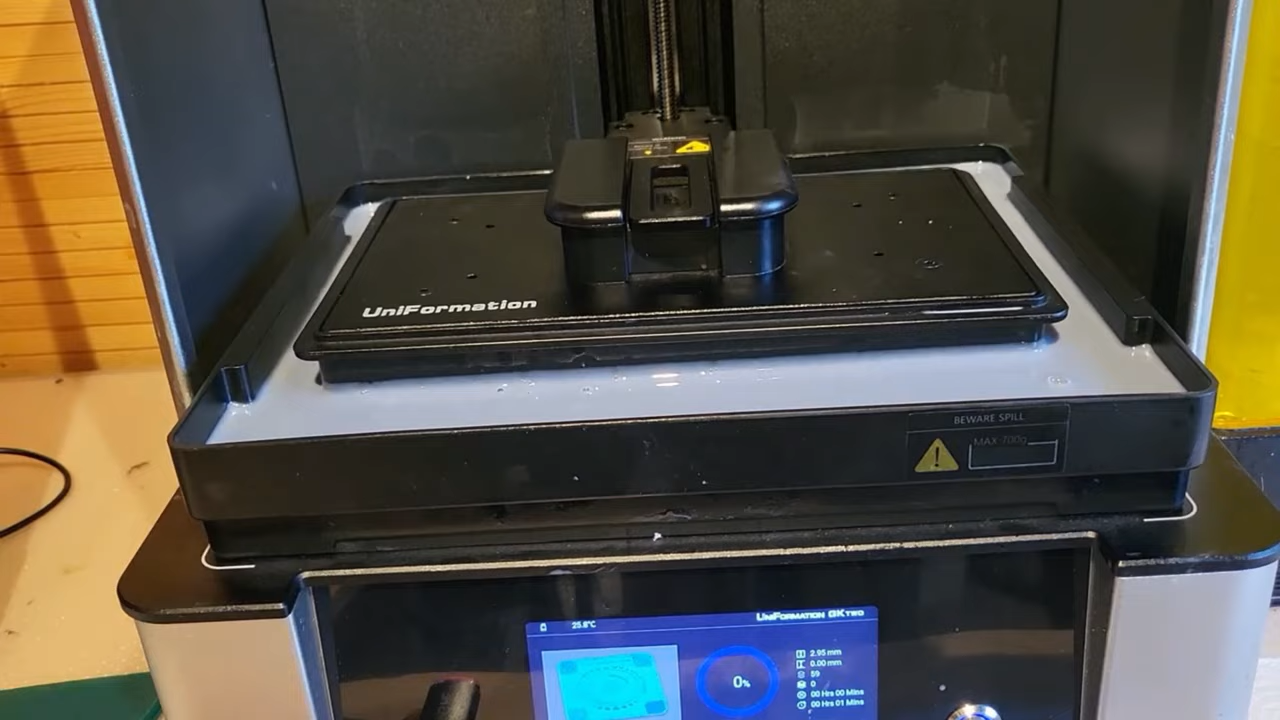 UniFormation
BEWARE SPILL
MAX 700g
25.8°C
UNIFORMATION GKTWO
2.95 mm
0.00 mm
59
0
0%
00 Hrs 00 Mins
00 Hrs 01 Mins